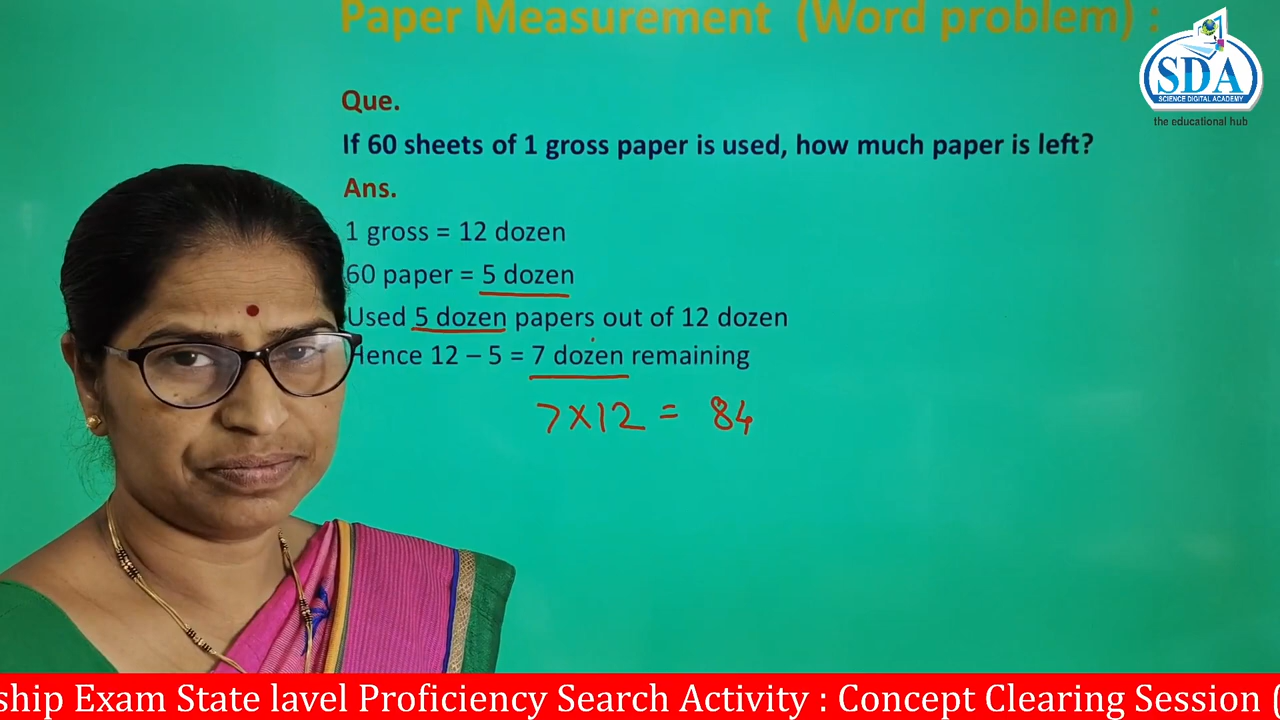 Paper Measurement (Word problem) :
SDA
SCIENCE DIGITAL ACADEMY
the educational hub
Que.
If 60 sheets of 1 gross paper is used, how much paper is left?
Ans.
1 gross = 12 dozen
60 paper = 5 dozen
Used 5 dozen papers out of 12 dozen
Hence 12 – 5 = 7 dozen remaining
7×12 = 84
ship Exam State lavel Proficiency Search Activity : Concept Clearing Session (